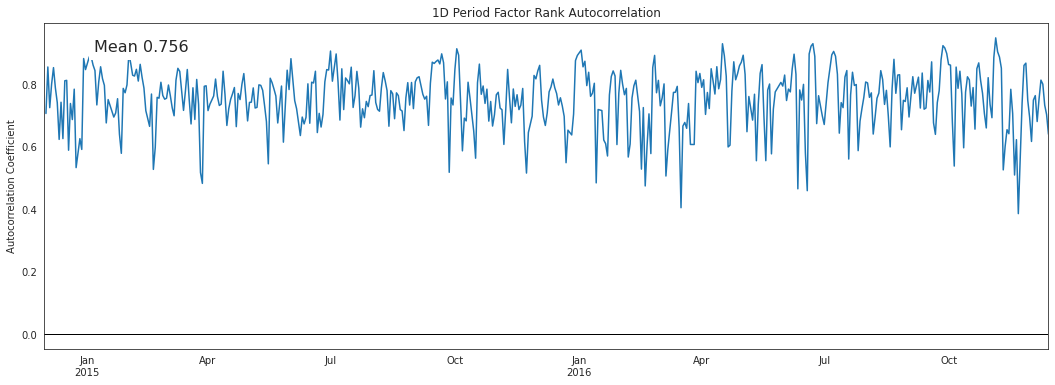 1D Period Factor Rank Autocorrelation
Mean 0.756
Autocorrelation Coefficient
0.8
0.6
0.4
0.2
0.0
Jan
2015
Apr
Jul
Oct
Jan
2016
Apr
Jul
Oct